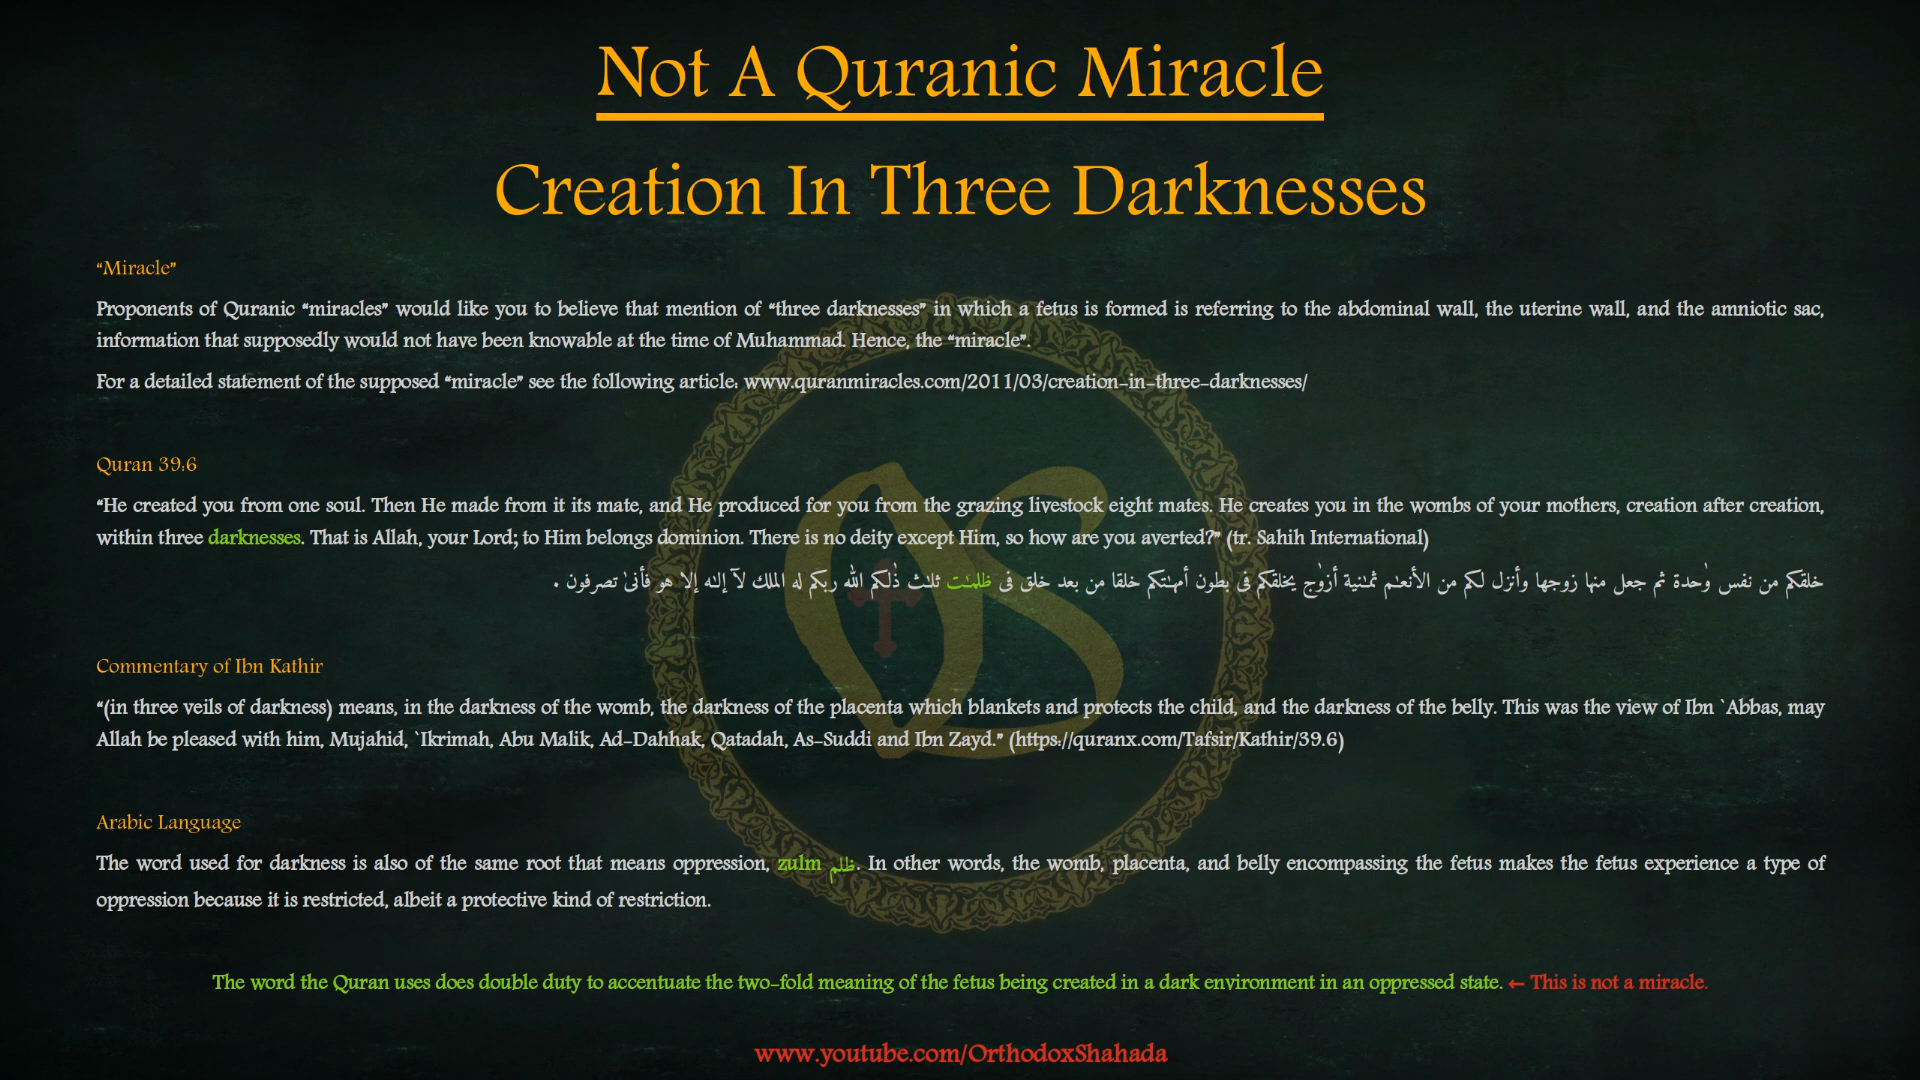 Not A Quranic Miracle
Creation In Three Darknesses
“Miracle”
Proponents of Quranic “miracles” would like you to believe that mention of “three darknesses” in which a fetus is formed is referring to the abdominal wall, the uterine wall, and the amniotic sac,
information that supposedly would not have been knowable at the time of Muhammad. Hence, the “miracle”.
For a detailed statement of the supposed “miracle” see the following article: www.quranmiracles.com/2011/03/creation-in-three-darknesses/
Quran 39:6
“He created you from one soul. Then He made from it its mate, and He produced for you from the grazing livestock eight mates. He creates you in the wombs of your mothers, creation after creation,
within three darknesses. That is Allah, your Lord; to Him belongs dominion. There is no deity except Him, so how are you averted?” (tr. Sahih International)
خلقكم من نفس وٰحدة ثم جعل منها زوجها وأنزل لكم من الأنعـٰم ثمـٰنية أزوٰج يخلقكم فى بطون أمهـٰتكم خلقا من بعد خلق فى ظلمـٰت ثلـٰث ذٰلكم الله ربكم له الملك لآ إلـٰه إلا هو فأنىٰ تصرفون .
Commentary of Ibn Kathir
“(in three veils of darkness) means, in the darkness of the womb, the darkness of the placenta which blankets and protects the child, and the darkness of the belly. This was the view of Ibn `Abbas, may
Allah be pleased with him, Mujahid, `Ikrimah, Abu Malik, Ad-Dahhak, Qatadah, As-Suddi and Ibn Zayd.” (https://quranx.com/Tafsir/Kathir/39.6)
Arabic Language
The word used for darkness is also of the same root that means oppression, zulm ظلم. In other words, the womb, placenta, and belly encompassing the fetus makes the fetus experience a type of
oppression because it is restricted, albeit a protective kind of restriction.
The word the Quran uses does double duty to accentuate the two-fold meaning of the fetus being created in a dark environment in an oppressed state. ← This is not a miracle.
www.youtube.com/OrthodoxShahada
OS